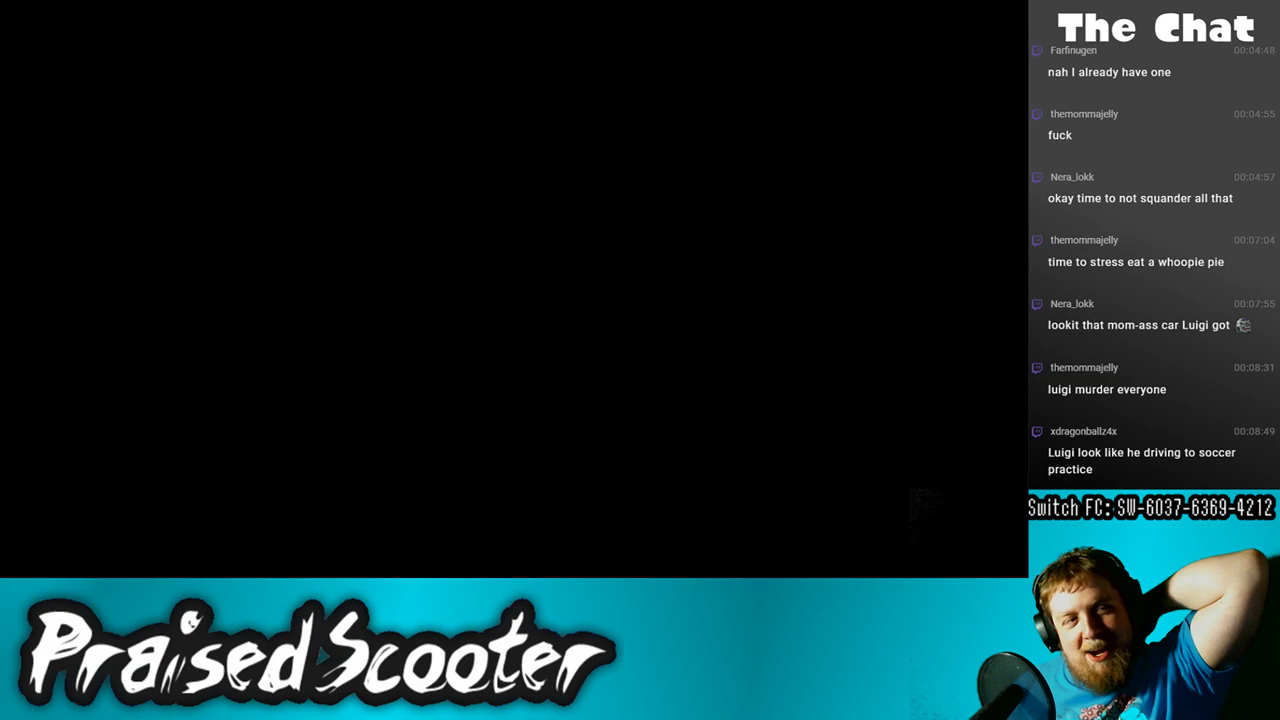 The Chat
Farfinugen 00:04:48
nah I already have one
themommajelly 00:04:55
fuck
Nera_lokk 00:04:57
okay time to not squander all that
themommajelly 00:07:04
time to stress eat a whoopie pie
Nera_lokk 00:07:55
lookit that mom-ass car Luigi got
themommajelly 00:08:31
luigi murder everyone
xdragonballz4x 00:08:49
Luigi look like he driving to soccer
practice
Switch FC: SW-6037-6369-4212
PraisedScooter